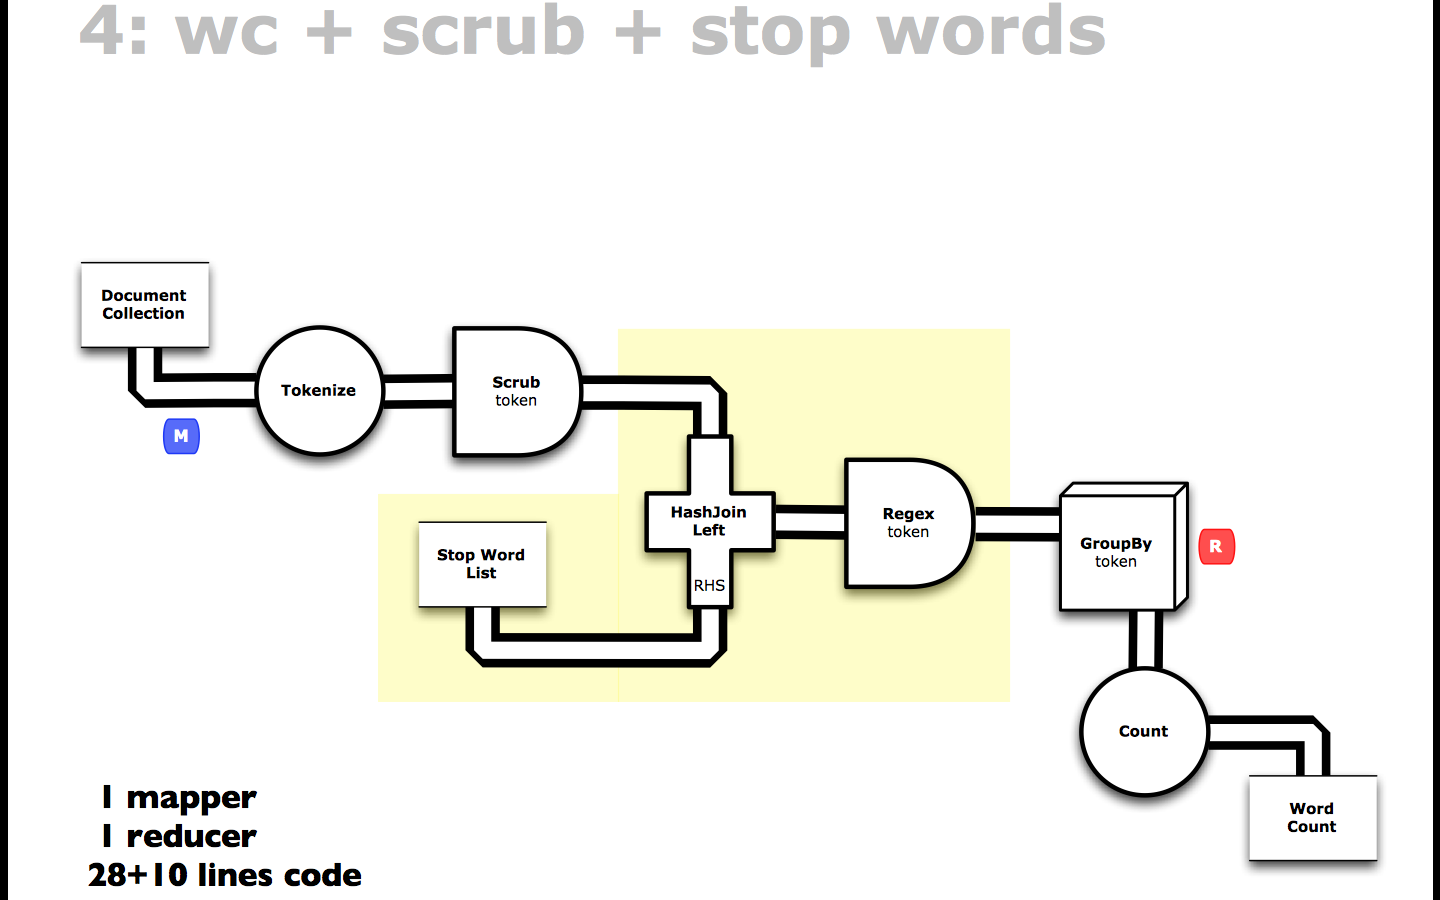 4: wc + scrub + stop words
Document
Collection
Tokenize
Scrub
token
M
HashJoin
Left
RHS
Stop Word
List
Regex
token
GroupBy
token
R
Count
Word
Count
1 mapper
1 reducer
28+10 lines code